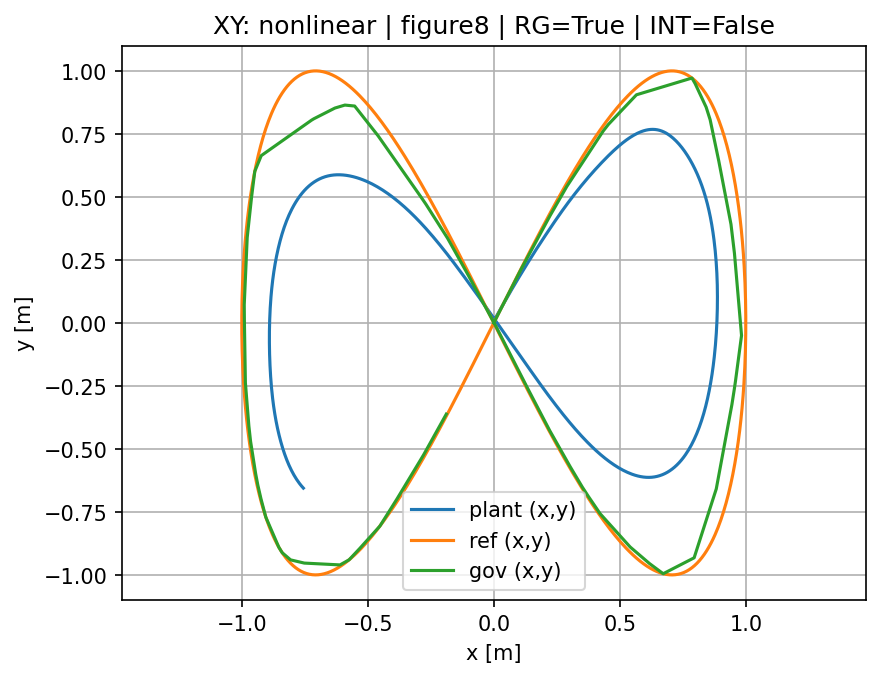 XY: nonlinear | figure8 | RG=True | INT=False
y [m]
1.00
0.75
0.50
0.25
0.00
−0.25
−0.50
−0.75
−1.00
plant (x,y)
ref (x,y)
gov (x,y)
−1.0
−0.5
0.0
0.5
1.0
x [m]